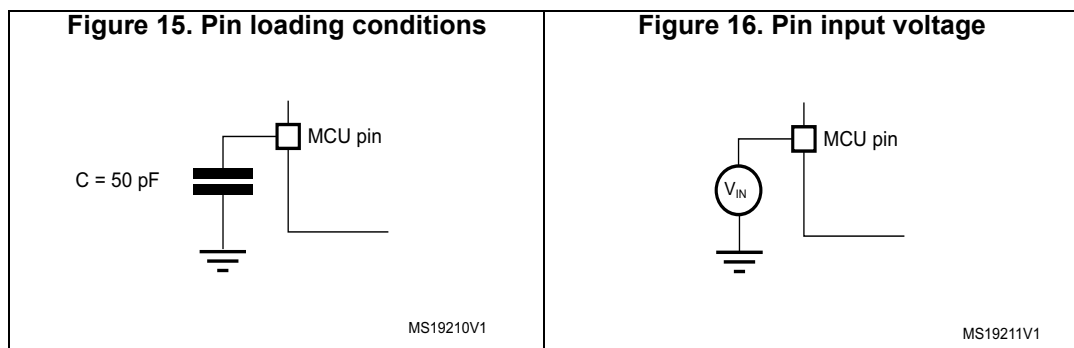 Figure 15. Pin loading conditions
MCU pin
C = 50 pF
MS19210V1
Figure 16. Pin input voltage
MCU pin
VIN
MS19211V1